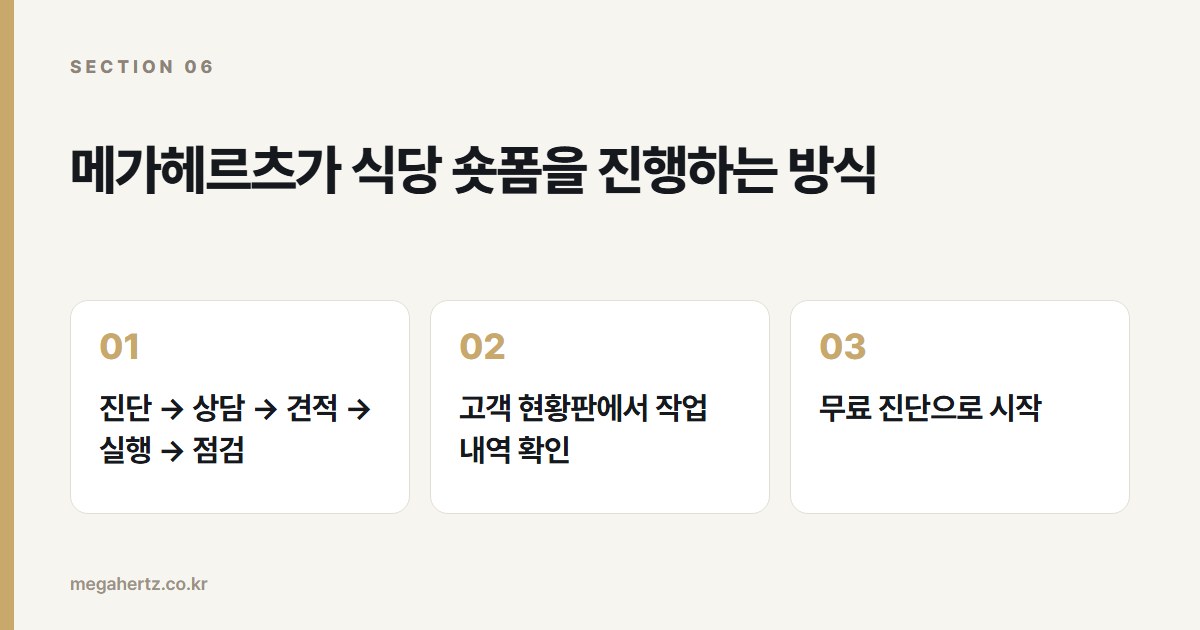 SECTION 06
메가헤르츠가 식당 숏폼을 진행하는 방식
01
진단 → 상담 → 견적 →
실행 → 점검
02
고객 현황판에서 작업
내역 확인
03
무료 진단으로 시작
megahertz.co.kr